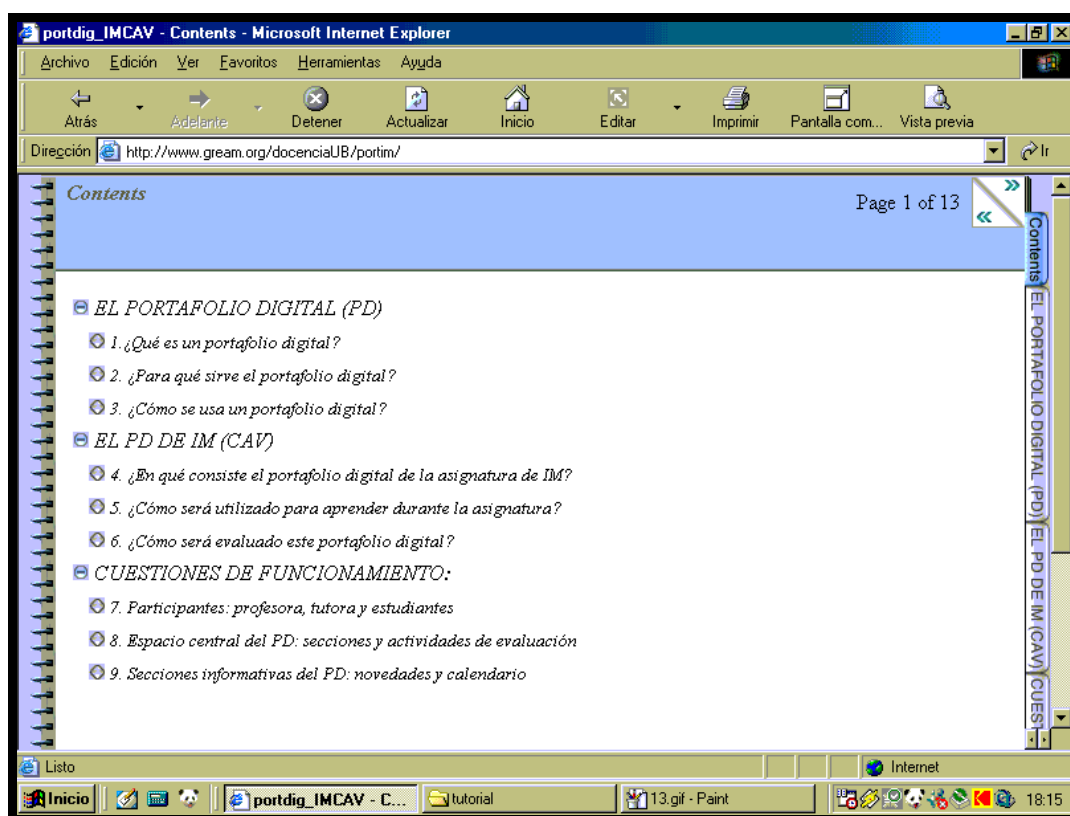 portdig_IMCAV - Contents - Microsoft Internet Explorer
Archivo Edición Ver Favoritos Herramientas Ayuda
Atrás Adelante Detener Actualizar Inicio Editar Imprimir Pantalla com... Vista previa
Dirección http://www.gream.org/docenciaUB/portim/ Ir
Contents
Page 1 of 13
EL PORTAFOLIO DIGITAL (PD)
1.¿Qué es un portafolio digital?
2. ¿Para qué sirve el portafolio digital?
3. ¿Cómo se usa un portafolio digital?
EL PD DE IM (CAV)
4. ¿En qué consiste el portafolio digital de la asignatura de IM?
5. ¿Cómo será utilizado para aprender durante la asignatura?
6. ¿Cómo será evaluado este portafolio digital?
CUESTIONES DE FUNCIONAMIENTO:
7. Participantes: profesora, tutora y estudiantes
8. Espacio central del PD: secciones y actividades de evaluación
9. Secciones informativas del PD: novedades y calendario
Contents
EL PORTAFOLIO DIGITAL (PD)
EL PD DE IM (CAV)
CUEST
Listo Internet
Inicio portdig_IMCAV - C... tutorial 13.gif - Paint 18:15